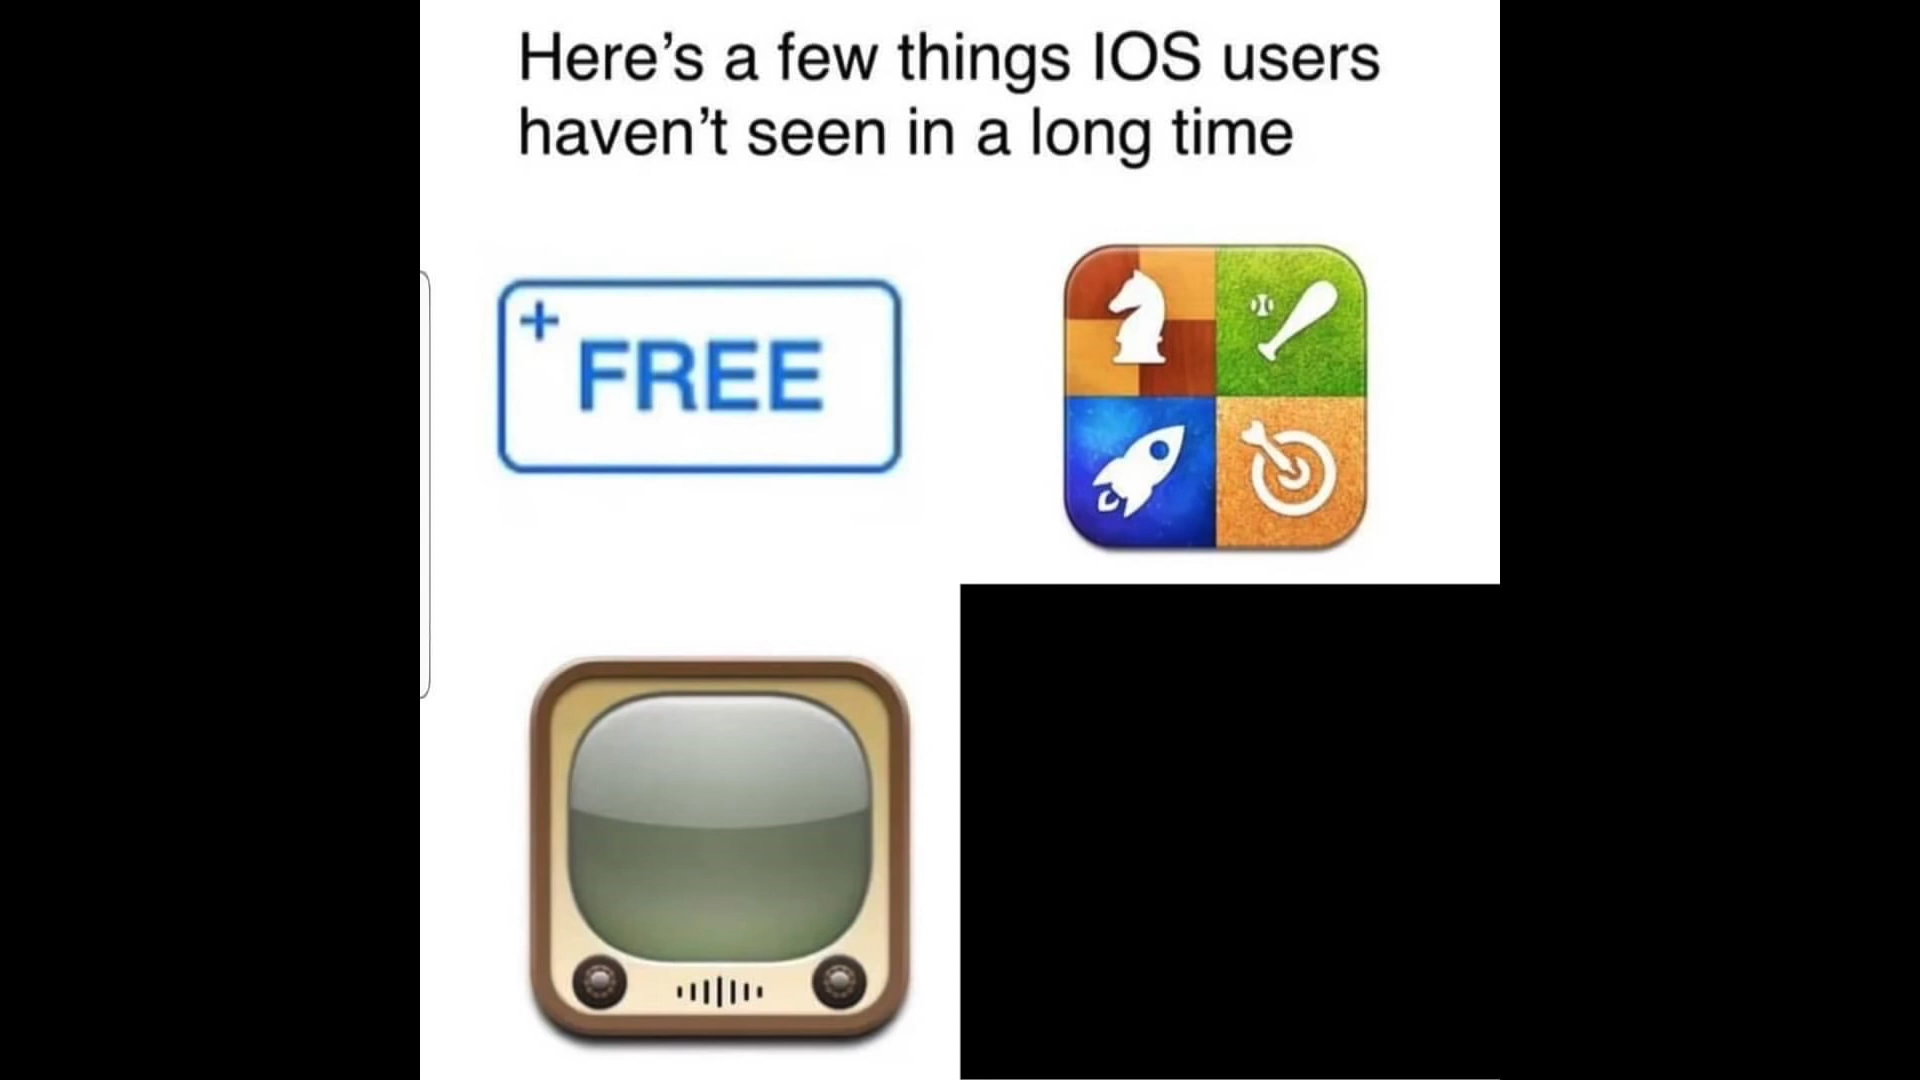 Here’s a few things IOS users
haven’t seen in a long time
+ FREE